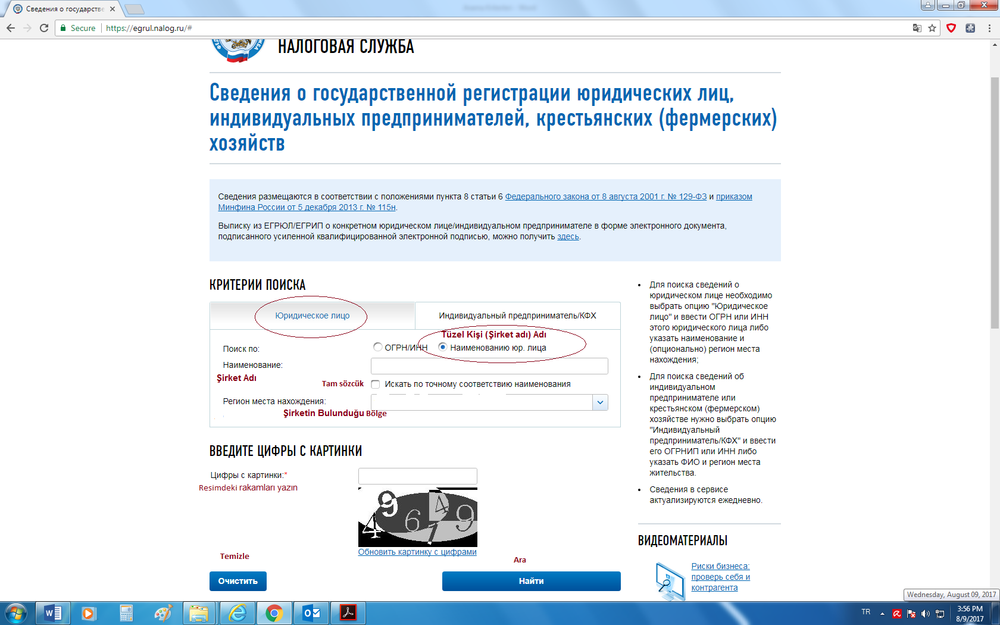 Сведения о государстве
Secure
https://egrul.nalog.ru/#
НАЛОГОВАЯ СЛУЖБА
Сведения о государственной регистрации юридических лиц,
индивидуальных предпринимателей, крестьянских (фермерских)
хозяйств
Сведения размещаются в соответствии с положениями пункта 8 статьи 6 Федерального закона от 8 августа 2001 г. № 129-ФЗ и приказом
Минфина России от 5 декабря 2013 г. № 115н.
Выписку из ЕГРЮЛ/ЕГРИП о конкретном юридическом лице/индивидуальном предпринимателе в форме электронного документа,
подписанного усиленной квалифицированной электронной подписью, можно получить здесь.
КРИТЕРИИ ПОИСКА
Юридическое лицо
Индивидуальный предприниматель/КФХ
Tüzel Kişi (Şirket adı) Adı
Поиск по:
ОГРН/ИНН
Наименованию юр. лица
Наименование:
Şirket Adı
Tam sözcük
Искать по точному соответствию наименования
Регион места нахождения:
Şirketin Bulunduğu Bölge
ВВЕДИТЕ ЦИФРЫ С КАРТИНКИ
Цифры с картинки:*
Resimdeki rakamları yazın
4 9 6 7 4 9
Обновить картинку с цифрами
Temizle
Ara
Очистить
Найти
Для поиска сведений о
юридическом лице необходимо
выбрать опцию "Юридическое
лицо" и ввести ОГРН или ИНН
этого юридического лица либо
указать наименование и
(опционально) регион места
нахождения;
Для поиска сведений об
индивидуальном
предпринимателе или
крестьянском (фермерском)
хозяйстве нужно выбрать опцию
"Индивидуальный
предприниматель/КФХ" и ввести
его ОГРНИП или ИНН либо
указать ФИО и регион места
жительства.
Сведения в сервисе
актуализируются ежедневно.
ВИДЕОМАТЕРИАЛЫ
Риски бизнеса:
проверь себя и
контрагента
Wednesday, August 09, 2017
TR
3:56 PM
8/9/2017